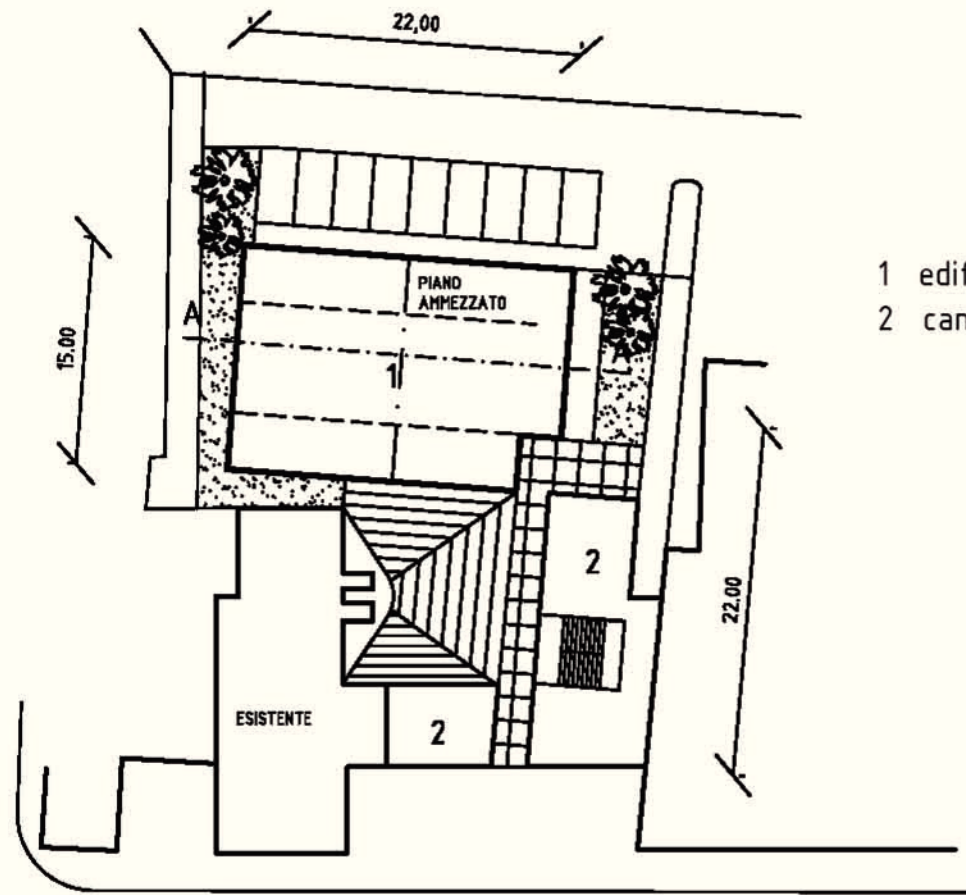 22,00
15.00
PIANO
AMMEZZATO
A
1
A
1 edif
2 can
2
22.00
ESISTENTE
2